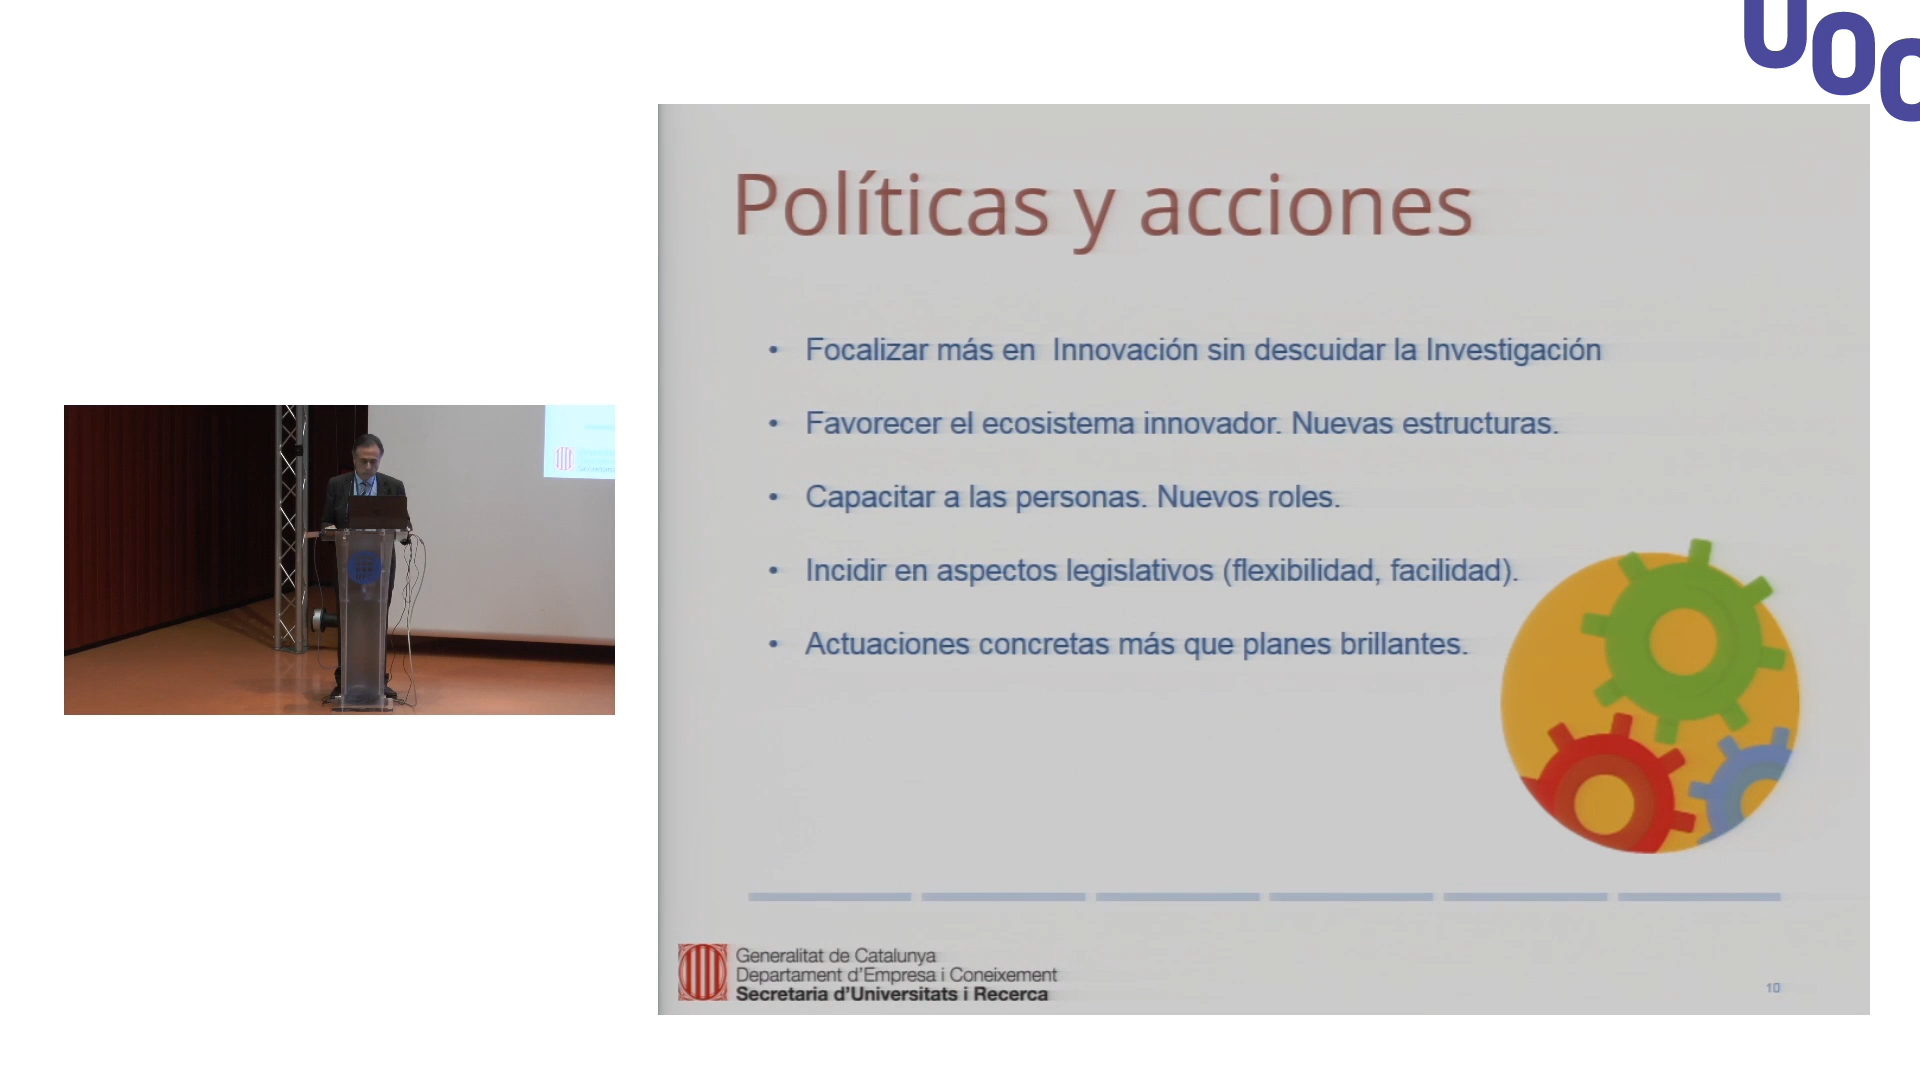 UOC
Políticas y acciones
• Focalizar más en Innovación sin descuidar la Investigación
• Favorecer el ecosistema innovador. Nuevas estructuras.
• Capacitar a las personas. Nuevos roles.
• Incidir en aspectos legislativos (flexibilidad, facilidad).
• Actuaciones concretas más que planes brillantes.
Generalitat de Catalunya
Departament d'Empresa i Coneixement
Secretaria d'Universitats i Recerca
10